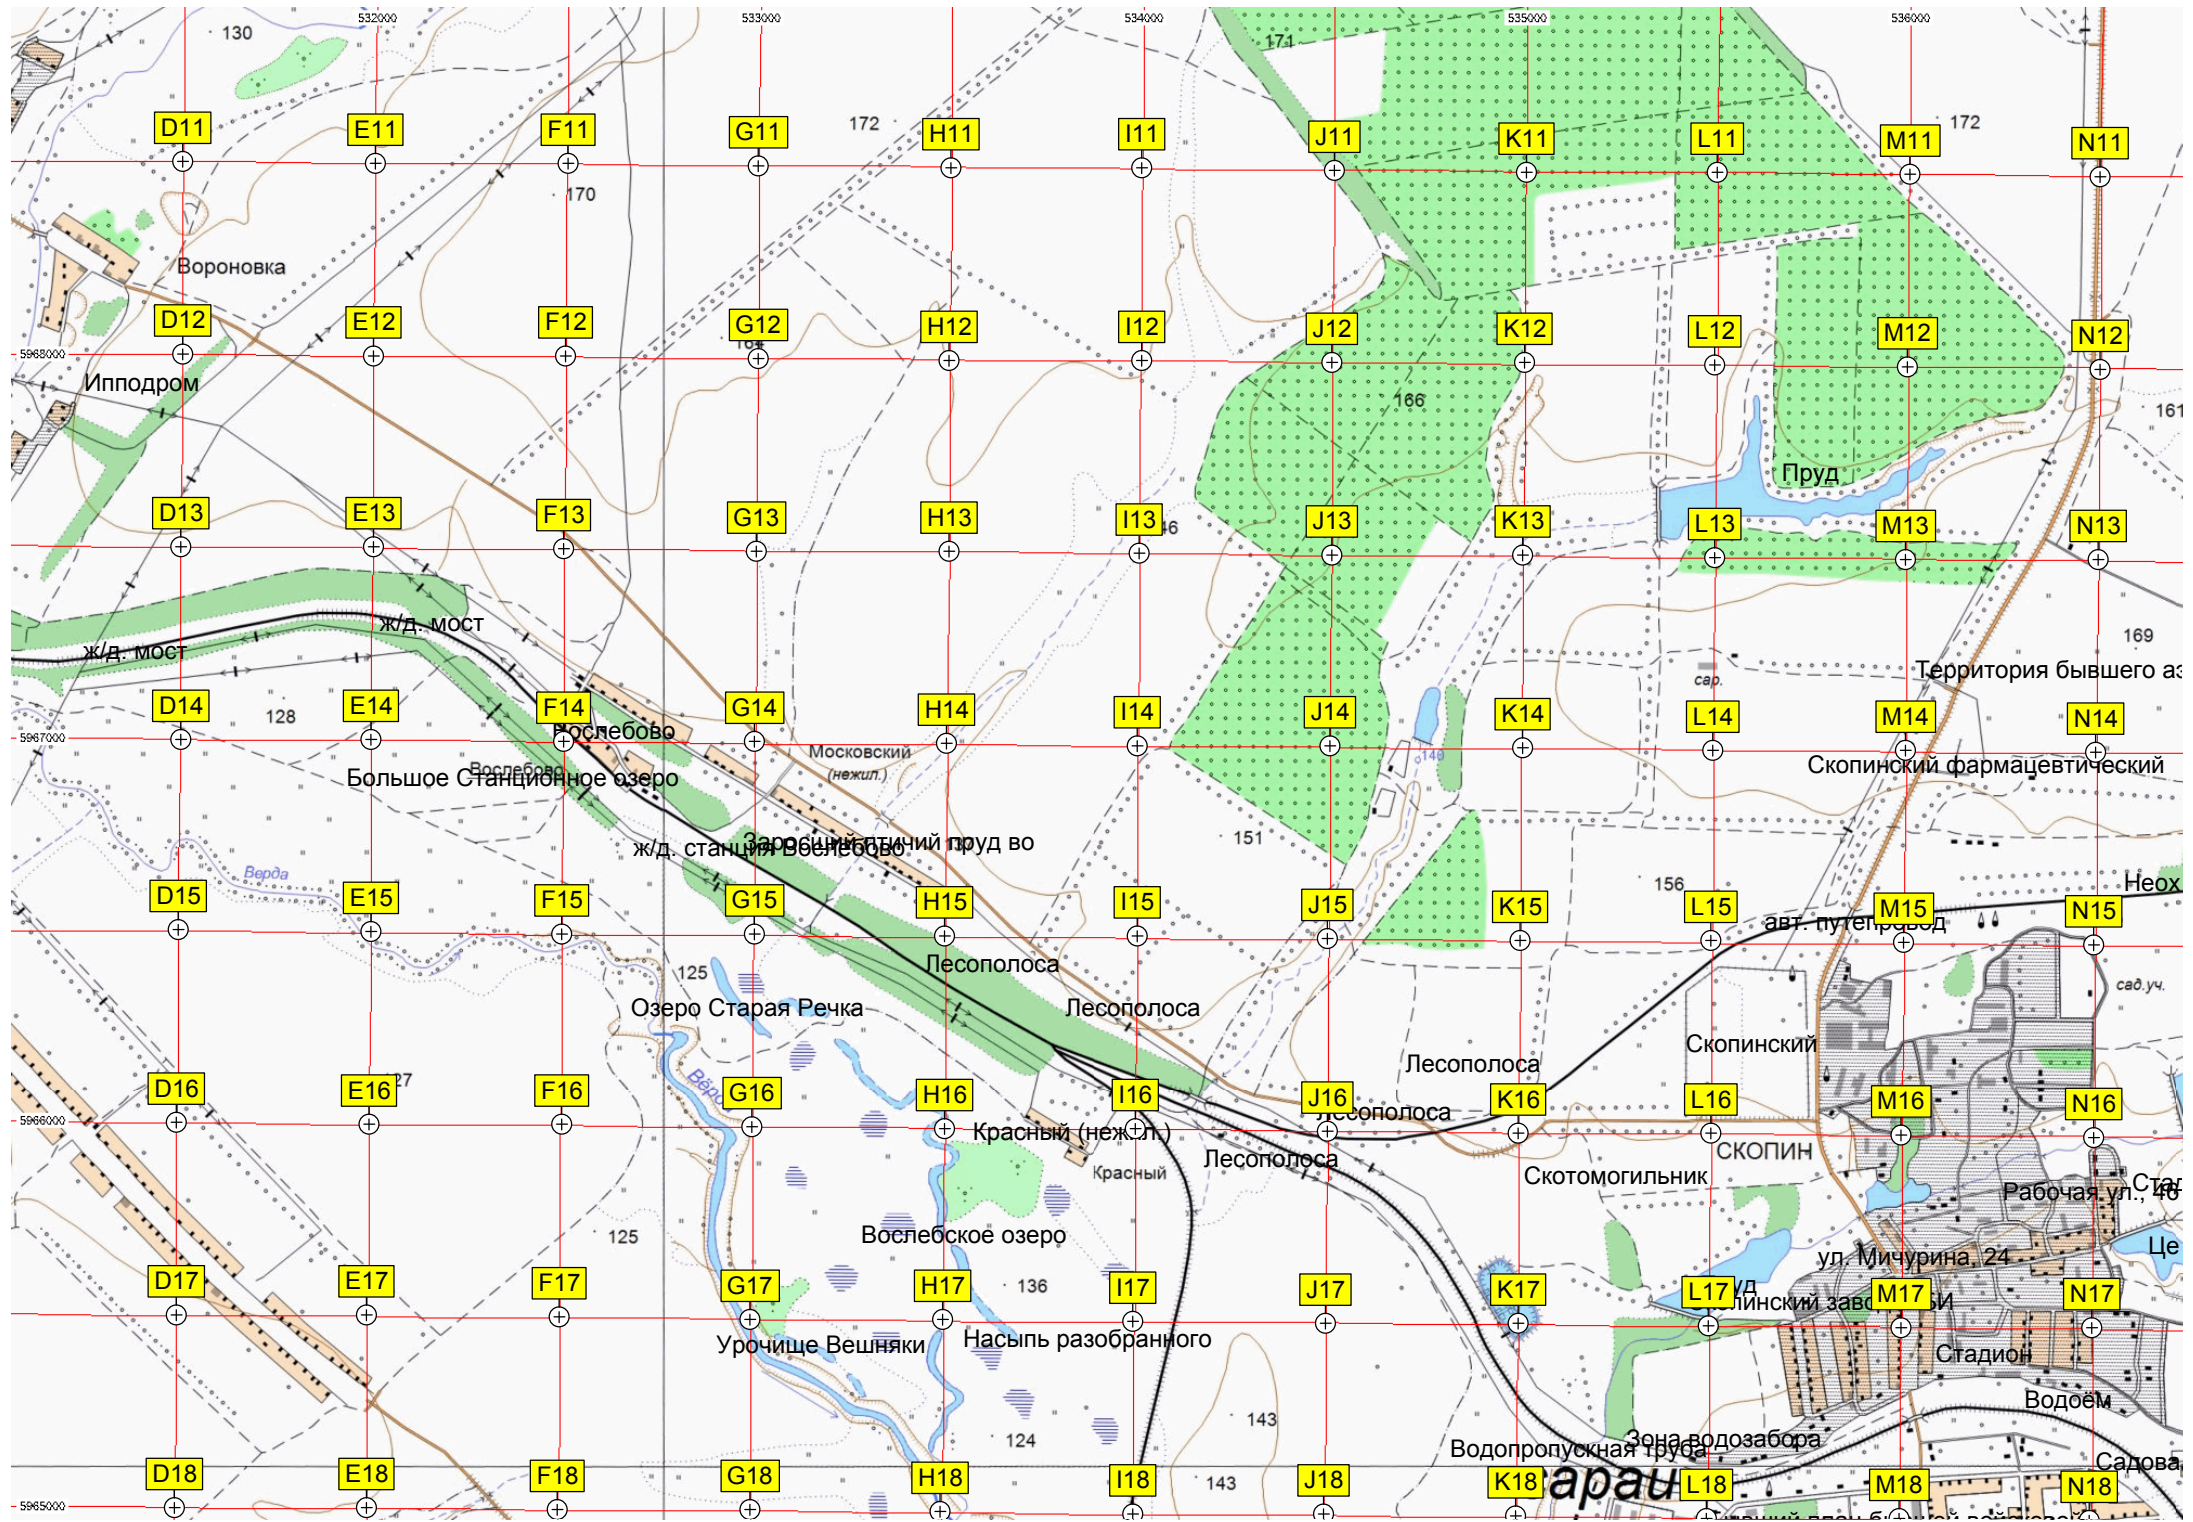 532000 533000 534000 535000 536000
130 171 172 172
D11 E11 F11 G11 H11 I11 J11 K11 L11 M11 N11
170
Вороновка
D12 E12 F12 G12 H12 I12 J12 K12 L12 M12 N12
5968000
Ипподром
166
161
Пруд
D13 E13 F13 G13 H13 I13 J13 K13 L13 M13 N13
46
ж/д. мост
ж/д. мост
169
Территория бывшего аэ
сар.
D14 E14 F14 G14 H14 I14 J14 K14 L14 M14 N14
128
5967000
Вослебово
Московский
(нежил.)
140
Скопинский фармацевтический
Вослебово
Большое Станционное озеро
151
Заросший птичий пруд во
ж/д. станция Вослебово
Верда
156
Неох
D15 E15 F15 G15 H15 I15 J15 K15 L15 M15 N15
авт. путепровод
125
Лесополоса
сад.уч.
Озеро Старая Речка
Лесополоса
Скопинский
Лесополоса
27
D16 E16 F16 G16 H16 I16 J16 K16 L16 M16 N16
Лесополоса
5966000
Красный (нежил.)
СКОПИН
Лесополоса
Красный
Скотомогильник
Рабочая ул., 46
Стад
125
Вослебское озеро
ул. Мичурина, 24
Це
136
D17 E17 F17 G17 H17 I17 J17 K17 L17 M17 N17
Урочище Вешняки
Насыпь разобранного
Стадион
Водоём
143
124
Водопропускная труба
Зона водозабора
Садова
143
D18 E18 F18 G18 H18 I18 J18 K18 L18 M18 N18
5965000